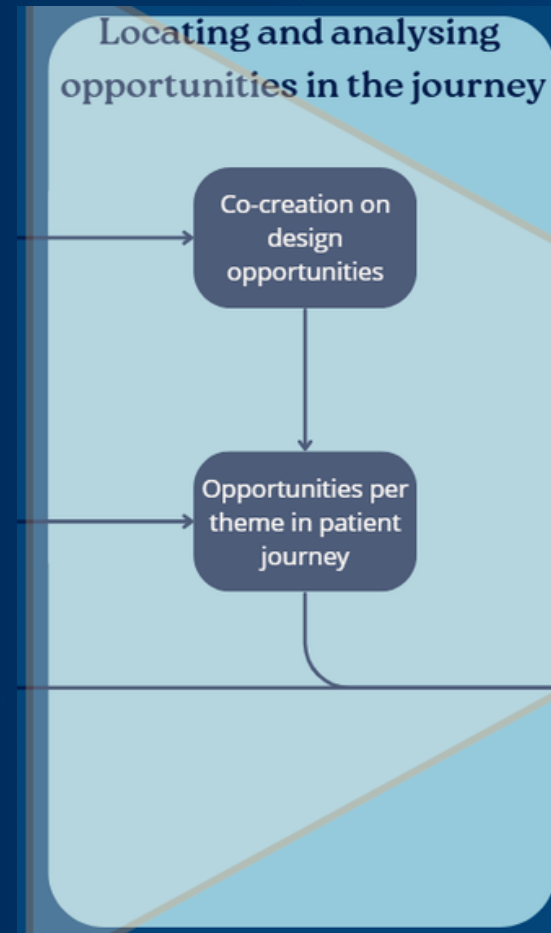 Locating and analysing
opportunities in the journey
Co-creation on
design
opportunities
Opportunities per
theme in patient
journey